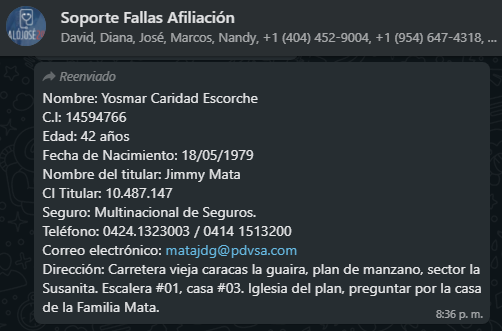 Soporte Fallas Afiliación
David, Diana, José, Marcos, Nandy, +1 (404) 452-9004, +1 (954) 647-4318, ...
ALÓJOSÉ
Reenviado
Nombre: Yosmar Caridad Escorche
C.I: 14594766
Edad: 42 años
Fecha de Nacimiento: 18/05/1979
Nombre del titular: Jimmy Mata
CI Titular: 10.487.147
Seguro: Multinacional de Seguros.
Teléfono: 0424.1323003 / 0414 1513200
Correo electrónico: matajdg@pdvsa.com
Dirección: Carretera vieja caracas la guaira, plan de manzano, sector la
Susanita. Escalera #01, casa #03. Iglesia del plan, preguntar por la casa
de la Familia Mata.
8:36 p. m.